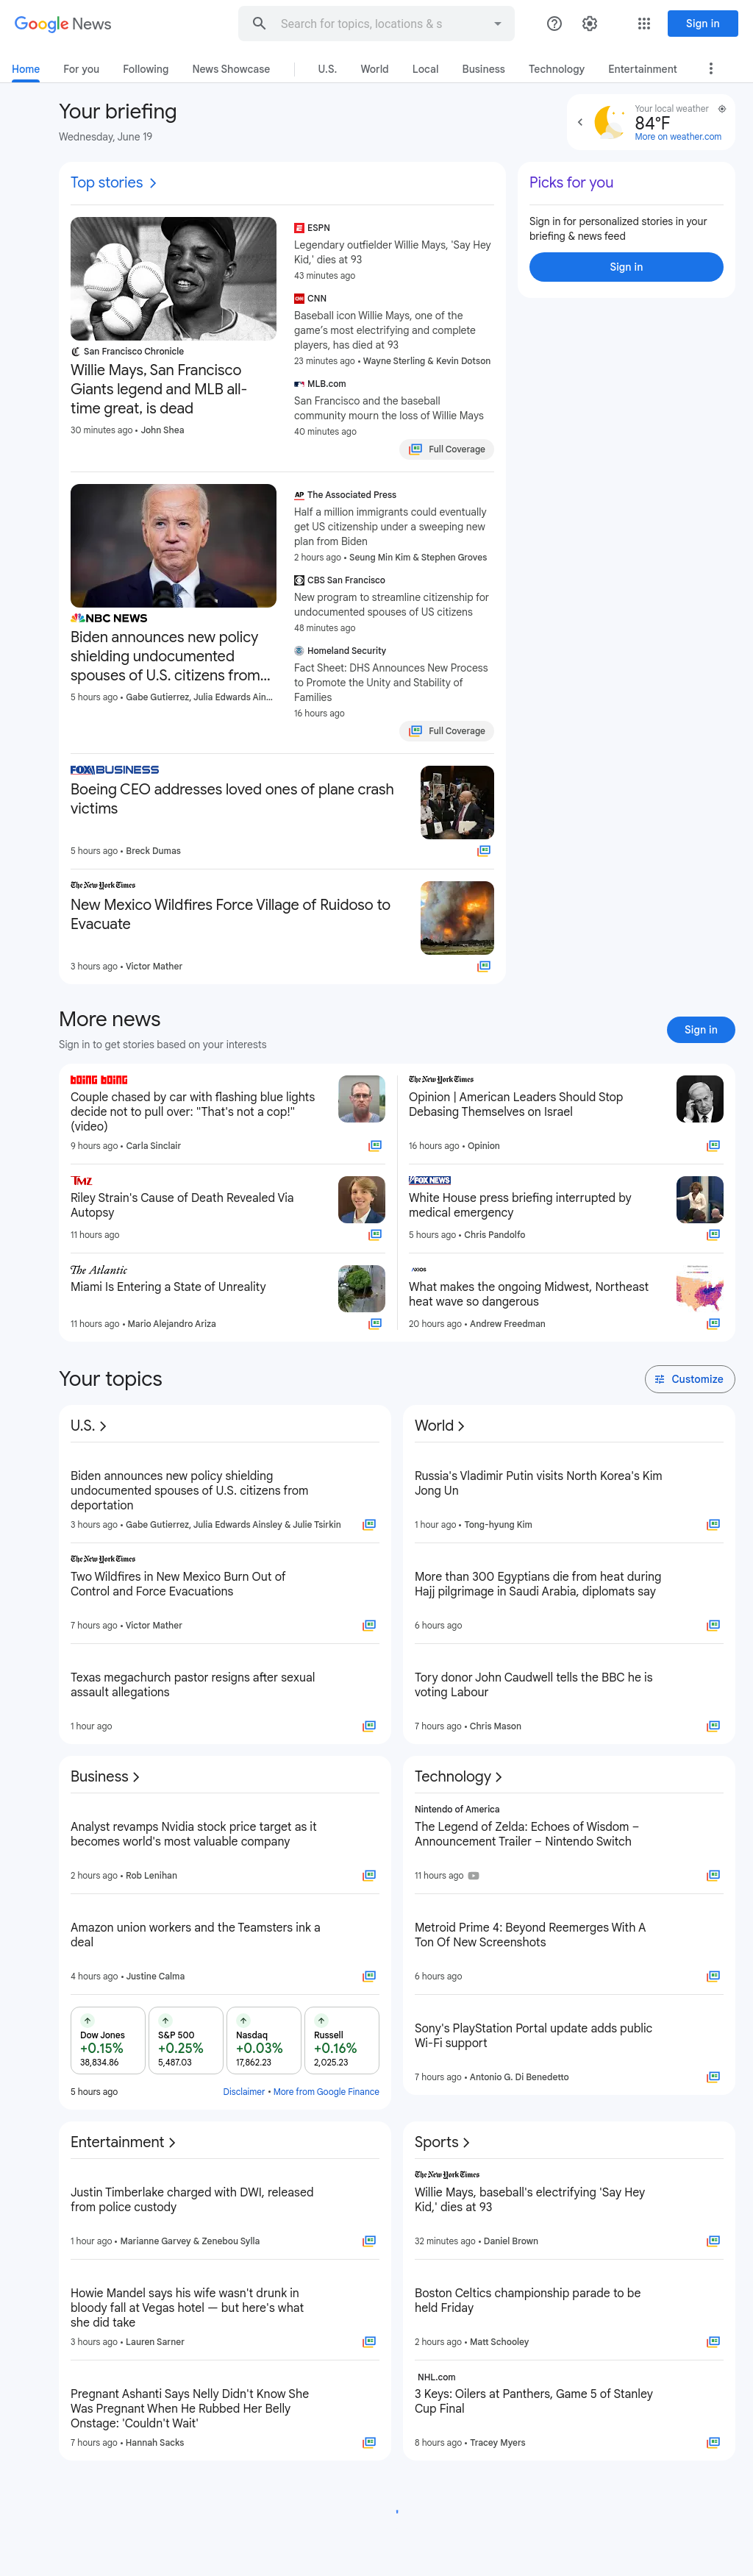 Google News
Search for topics, locations & s
Sign in
Home
For you
Following
News Showcase
U.S.
World
Local
Business
Technology
Entertainment
Your briefing
Wednesday, June 19
Your local weather
84°F
More on weather.com
Top stories
San Francisco Chronicle
Willie Mays, San Francisco
Giants legend and MLB all-
time great, is dead
30 minutes ago • John Shea
ESPN
Legendary outfielder Willie Mays, 'Say Hey
Kid,' dies at 93
43 minutes ago
CNN
Baseball icon Willie Mays, one of the
game's most electrifying and complete
players, has died at 93
23 minutes ago • Wayne Sterling & Kevin Dotson
MLB.com
San Francisco and the baseball
community mourn the loss of Willie Mays
40 minutes ago
Full Coverage
Picks for you
Sign in for personalized stories in your
briefing & news feed
Sign in
NBC NEWS
Biden announces new policy
shielding undocumented
spouses of U.S. citizens from...
5 hours ago • Gabe Gutierrez, Julia Edwards Ain...
AP The Associated Press
Half a million immigrants could eventually
get US citizenship under a sweeping new
plan from Biden
2 hours ago • Seung Min Kim & Stephen Groves
CBS San Francisco
New program to streamline citizenship for
undocumented spouses of US citizens
48 minutes ago
Homeland Security
Fact Sheet: DHS Announces New Process
to Promote the Unity and Stability of
Families
16 hours ago
Full Coverage
FOX BUSINESS
Boeing CEO addresses loved ones of plane crash
victims
5 hours ago • Breck Dumas
The New York Times
New Mexico Wildfires Force Village of Ruidoso to
Evacuate
3 hours ago • Victor Mather
More news
Sign in to get stories based on your interests
Sign in
boing boing
Couple chased by car with flashing blue lights
decide not to pull over: "That's not a cop!"
(video)
9 hours ago • Carla Sinclair
The New York Times
Opinion | American Leaders Should Stop
Debasing Themselves on Israel
16 hours ago • Opinion
TMZ
Riley Strain's Cause of Death Revealed Via
Autopsy
11 hours ago
FOX NEWS
White House press briefing interrupted by
medical emergency
5 hours ago • Chris Pandolfo
The Atlantic
Miami Is Entering a State of Unreality
11 hours ago • Mario Alejandro Ariza
AXIOS
What makes the ongoing Midwest, Northeast
heat wave so dangerous
20 hours ago • Andrew Freedman
Your topics
Customize
U.S.
Biden announces new policy shielding
undocumented spouses of U.S. citizens from
deportation
3 hours ago • Gabe Gutierrez, Julia Edwards Ainsley & Julie Tsirkin
The New York Times
Two Wildfires in New Mexico Burn Out of
Control and Force Evacuations
7 hours ago • Victor Mather
Texas megachurch pastor resigns after sexual
assault allegations
1 hour ago
World
Russia's Vladimir Putin visits North Korea's Kim
Jong Un
1 hour ago • Tong-hyung Kim
More than 300 Egyptians die from heat during
Hajj pilgrimage in Saudi Arabia, diplomats say
6 hours ago
Tory donor John Caudwell tells the BBC he is
voting Labour
7 hours ago • Chris Mason
Business
Analyst revamps Nvidia stock price target as it
becomes world's most valuable company
2 hours ago • Rob Lenihan
Amazon union workers and the Teamsters ink a
deal
4 hours ago • Justine Calma
Dow Jones
+0.15%
38,834.86
S&P 500
+0.25%
5,487.03
Nasdaq
+0.03%
17,862.23
Russell
+0.16%
2,025.23
5 hours ago
Disclaimer • More from Google Finance
Technology
Nintendo of America
The Legend of Zelda: Echoes of Wisdom –
Announcement Trailer – Nintendo Switch
11 hours ago
Metroid Prime 4: Beyond Reemerges With A
Ton Of New Screenshots
6 hours ago
Sony's PlayStation Portal update adds public
Wi-Fi support
7 hours ago • Antonio G. Di Benedetto
Entertainment
Justin Timberlake charged with DWI, released
from police custody
1 hour ago • Marianne Garvey & Zenebou Sylla
Howie Mandel says his wife wasn't drunk in
bloody fall at Vegas hotel — but here's what
she did take
3 hours ago • Lauren Sarner
Pregnant Ashanti Says Nelly Didn't Know She
Was Pregnant When He Rubbed Her Belly
Onstage: 'Couldn't Wait'
7 hours ago • Hannah Sacks
Sports
The New York Times
Willie Mays, baseball's electrifying 'Say Hey
Kid,' dies at 93
32 minutes ago • Daniel Brown
Boston Celtics championship parade to be
held Friday
2 hours ago • Matt Schooley
NHL.com
3 Keys: Oilers at Panthers, Game 5 of Stanley
Cup Final
8 hours ago • Tracey Myers